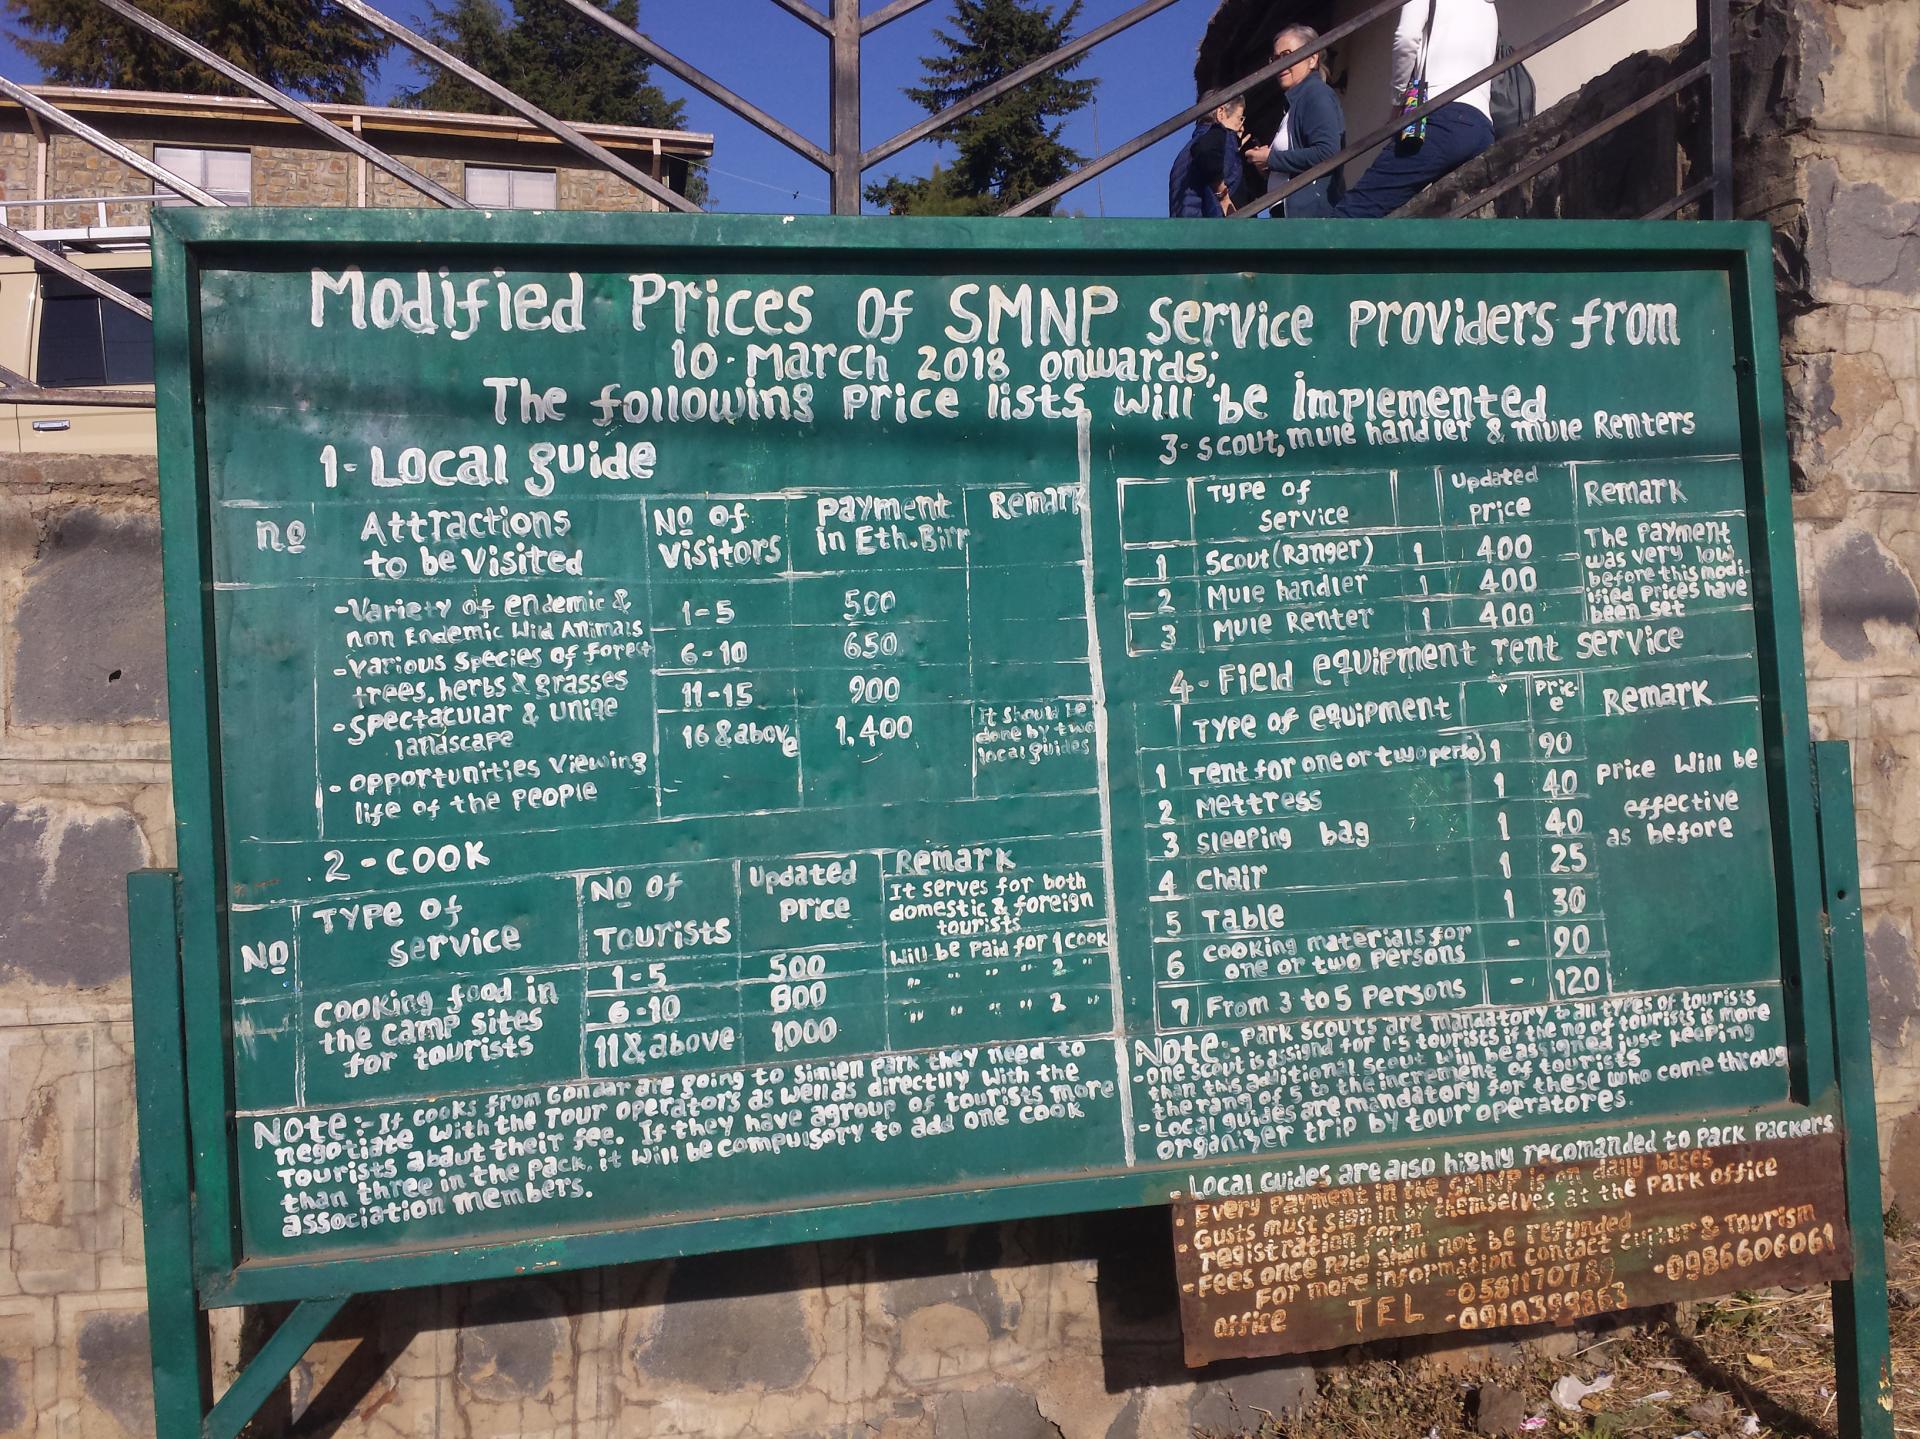 Modified Prices of SMNP service providers from
10-March 2018 onwards;
The following price lists will be implemented
1- Local guide
no
Attractions
to be visited
No of
visitors
payment
in Eth.Birr
Remark
-Variety of endemic &
non Endemic Wild Animals
-various species of forest
trees, herbs & grasses
-spectacular & uniqe
landscape
-opportunities viewing
life of the people
1-5
500
6-10
650
11-15
900
16 & above
1,400
It should be
done by two
local guides
2 - cook
No
Type of
service
No of
Tourists
Updated
price
Remark
It serves for both
domestic & foreign
tourists
cooking food in
the camp sites
for tourists
1-5
500
will be paid for 1 cook
6-10
800
" " " " 2 "
11 & above
1000
" " " " 2 "
Note:- If cooks from Gondar are going to Simien park they need to
negotiate with the Tour operators as well as directlly with the
Tourists abaut their fee. If they have agroup of tourists more
than three in the pack, it will be compulsory to add one cook
association members.
3- scout, mule handler & mule Renters
Type of
service
Updated
price
Remark
1 Scout (Ranger) 1 400
2 Mule handler 1 400
3 Mule Renter 1 400
The payment
was very low
before this modi-
ified prices have
been set
4- Field equipment rent service
Type of equipment
pric-
e
Remark
1 Tent for one or two perso) 1 90
2 Mettress 1 40
3 sleeping bag 1 40
4 chair 1 25
5 Table 1 30
6 cooking materials for
one or two persons - 90
7 From 3 to 5 persons - 120
price will be
effective
as before
Note:- Park scouts are mandatory to all types of tourists
-one scout is assignd for 1-5 tourists if the no of tourists is more
than this additional scout will be assigned just keeping
the rang of 5 to the increment of tourists
- Local guides are mandatory for these who come throug
organiser trip by tour operatores.
- Local Guides are also highly recomanded to pack packers
- Every payment in the SMNP is on daily bases
- Gusts must sign in by themselves at the park office
registration form.
- Fees once paid shall not be refunded
For more information contact cultur & Tourism
office TEL -0581170789 -0986606061
-0918399863